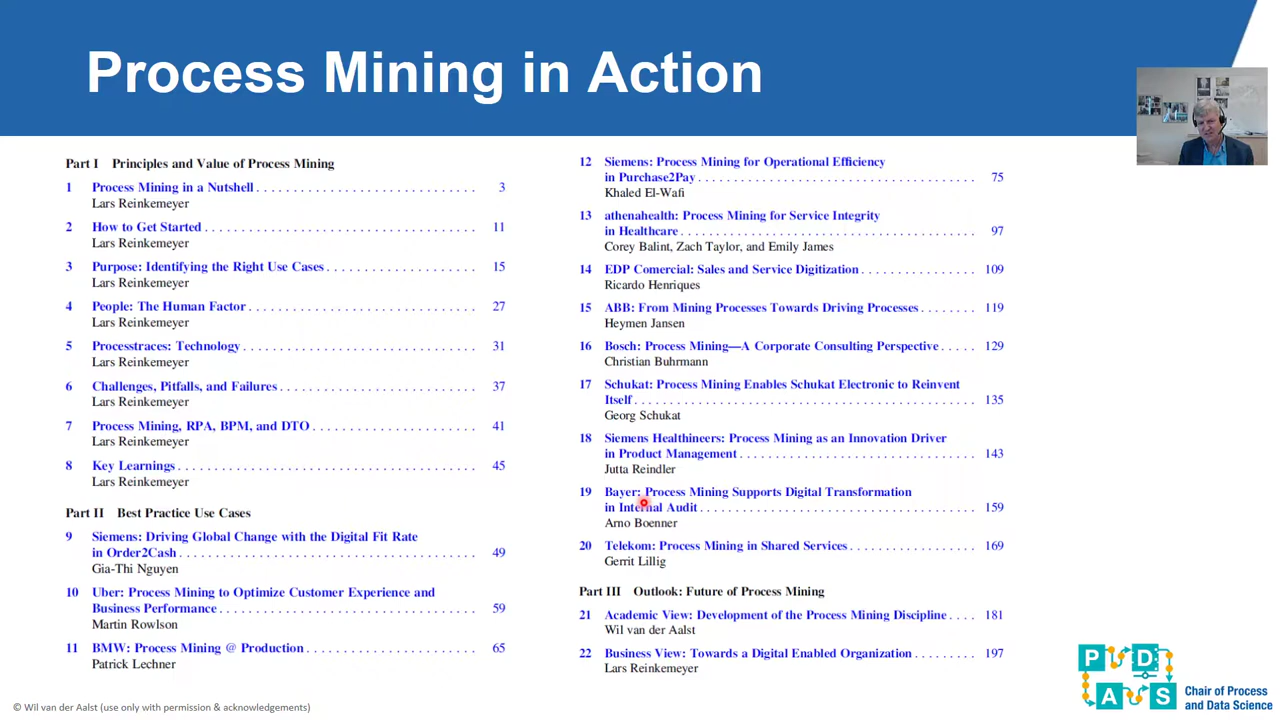 Process Mining in Action
Part I Principles and Value of Process Mining
1 Process Mining in a Nutshell . . . . . . . . . . . . . . . . . . . . . . . . . . . . . . 3
Lars Reinkemeyer
2 How to Get Started . . . . . . . . . . . . . . . . . . . . . . . . . . . . . . . . . . . . . 11
Lars Reinkemeyer
3 Purpose: Identifying the Right Use Cases . . . . . . . . . . . . . . . . . . . . 15
Lars Reinkemeyer
4 People: The Human Factor . . . . . . . . . . . . . . . . . . . . . . . . . . . . . . . 27
Lars Reinkemeyer
5 Processtraces: Technology . . . . . . . . . . . . . . . . . . . . . . . . . . . . . . . . 31
Lars Reinkemeyer
6 Challenges, Pitfalls, and Failures . . . . . . . . . . . . . . . . . . . . . . . . . . . 37
Lars Reinkemeyer
7 Process Mining, RPA, BPM, and DTO . . . . . . . . . . . . . . . . . . . . . . 41
Lars Reinkemeyer
8 Key Learnings . . . . . . . . . . . . . . . . . . . . . . . . . . . . . . . . . . . . . . . . . 45
Lars Reinkemeyer
Part II Best Practice Use Cases
9 Siemens: Driving Global Change with the Digital Fit Rate
in Order2Cash . . . . . . . . . . . . . . . . . . . . . . . . . . . . . . . . . . . . . . . . . 49
Gia-Thi Nguyen
10 Uber: Process Mining to Optimize Customer Experience and
Business Performance . . . . . . . . . . . . . . . . . . . . . . . . . . . . . . . . . . . 59
Martin Rowlson
11 BMW: Process Mining @ Production . . . . . . . . . . . . . . . . . . . . . . . 65
Patrick Lechner
12 Siemens: Process Mining for Operational Efficiency
in Purchase2Pay . . . . . . . . . . . . . . . . . . . . . . . . . . . . . . . . . . . . . . . 75
Khaled El-Wafi
13 athenahealth: Process Mining for Service Integrity
in Healthcare . . . . . . . . . . . . . . . . . . . . . . . . . . . . . . . . . . . . . . . . . 97
Corey Balint, Zach Taylor, and Emily James
14 EDP Comercial: Sales and Service Digitization . . . . . . . . . . . . . . . . 109
Ricardo Henriques
15 ABB: From Mining Processes Towards Driving Processes . . . . . . . . 119
Heymen Jansen
16 Bosch: Process Mining—A Corporate Consulting Perspective . . . . . 129
Christian Buhrmann
17 Schukat: Process Mining Enables Schukat Electronic to Reinvent
Itself . . . . . . . . . . . . . . . . . . . . . . . . . . . . . . . . . . . . . . . . . . . . . . . . 135
Georg Schukat
18 Siemens Healthineers: Process Mining as an Innovation Driver
in Product Management . . . . . . . . . . . . . . . . . . . . . . . . . . . . . . . . . 143
Jutta Reindler
19 Bayer: Process Mining Supports Digital Transformation
in Internal Audit . . . . . . . . . . . . . . . . . . . . . . . . . . . . . . . . . . . . . . . 159
Arno Boenner
20 Telekom: Process Mining in Shared Services . . . . . . . . . . . . . . . . . . 169
Gerrit Lillig
Part III Outlook: Future of Process Mining
21 Academic View: Development of the Process Mining Discipline . . . . 181
Wil van der Aalst
22 Business View: Towards a Digital Enabled Organization . . . . . . . . . 197
Lars Reinkemeyer
P D
A S
Chair of Process
and Data Science
© Wil van der Aalst (use only with permission & acknowledgements)